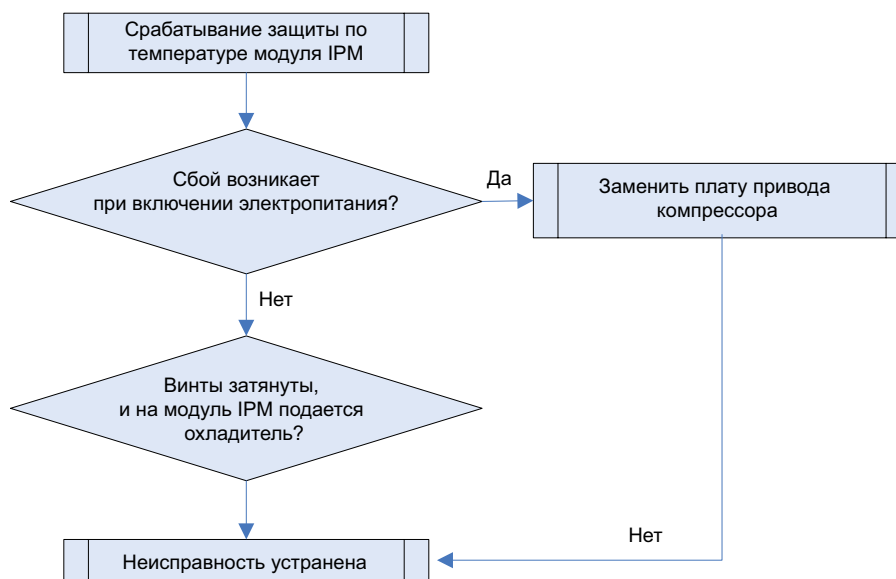 Срабатывание защиты по
температуре модуля IPM
Сбой возникает
при включении электропитания?
Да
Заменить плату привода
компрессора
Нет
Винты затянуты,
и на модуль IPM подается
охладитель?
Нет
Неисправность устранена